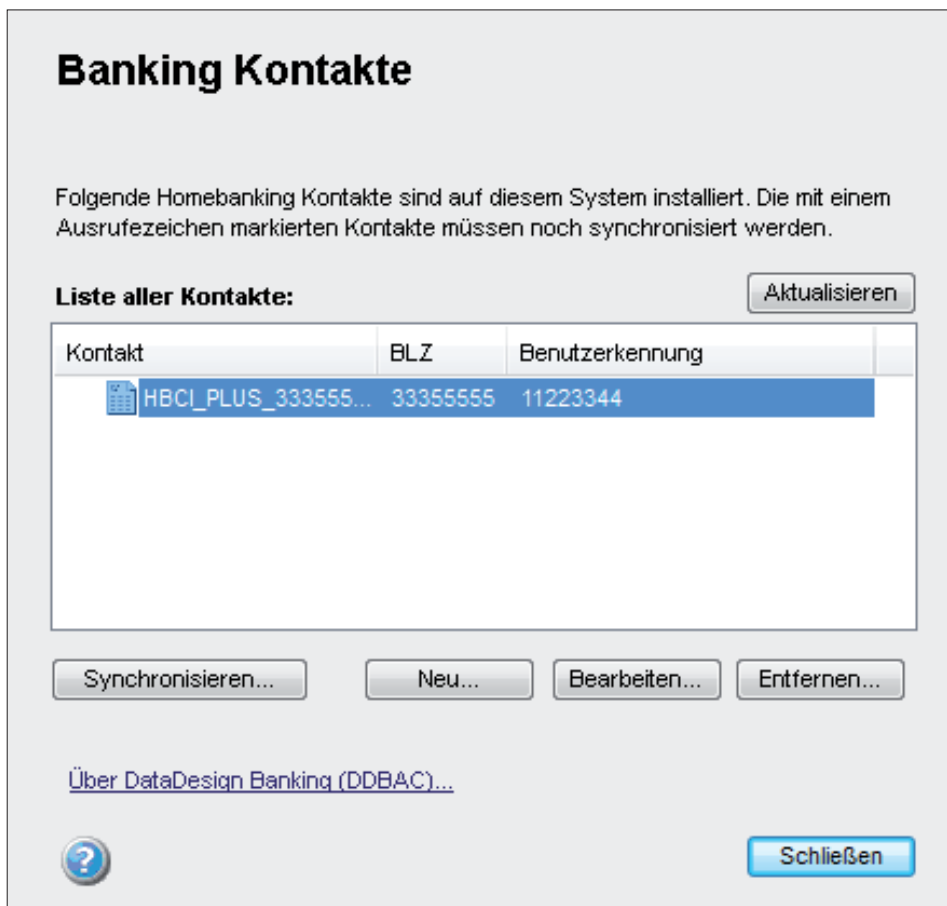 Banking Kontakte
Folgende Homebanking Kontakte sind auf diesem System installiert. Die mit einem
Ausrufezeichen markierten Kontakte müssen noch synchronisiert werden.
Liste aller Kontakte:
Aktualisieren
Kontakt BLZ Benutzerkennung
HBCI_PLUS_333555... 33355555 11223344
Synchronisieren... Neu... Bearbeiten... Entfernen...
Über DataDesign Banking (DDBAC)...
?
Schließen